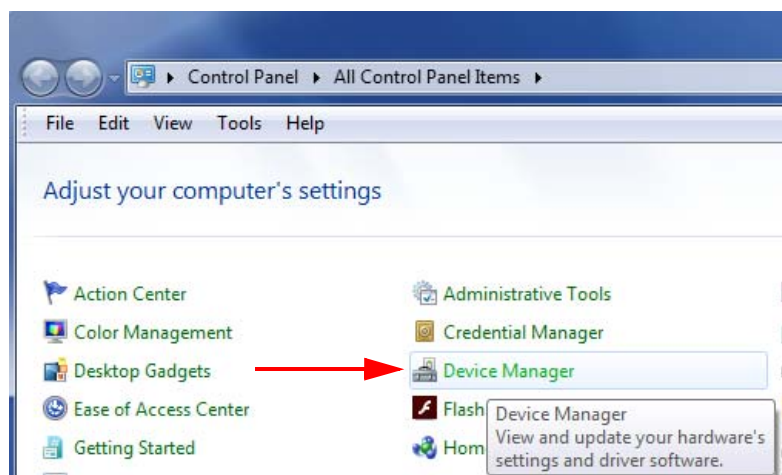 Control Panel All Control Panel Items
File Edit View Tools Help
Adjust your computer's settings
Action Center
Administrative Tools
Color Management
Credential Manager
Desktop Gadgets
Device Manager
Ease of Access Center
Flash
Getting Started
Hom
Device Manager
View and update your hardware's
settings and driver software.